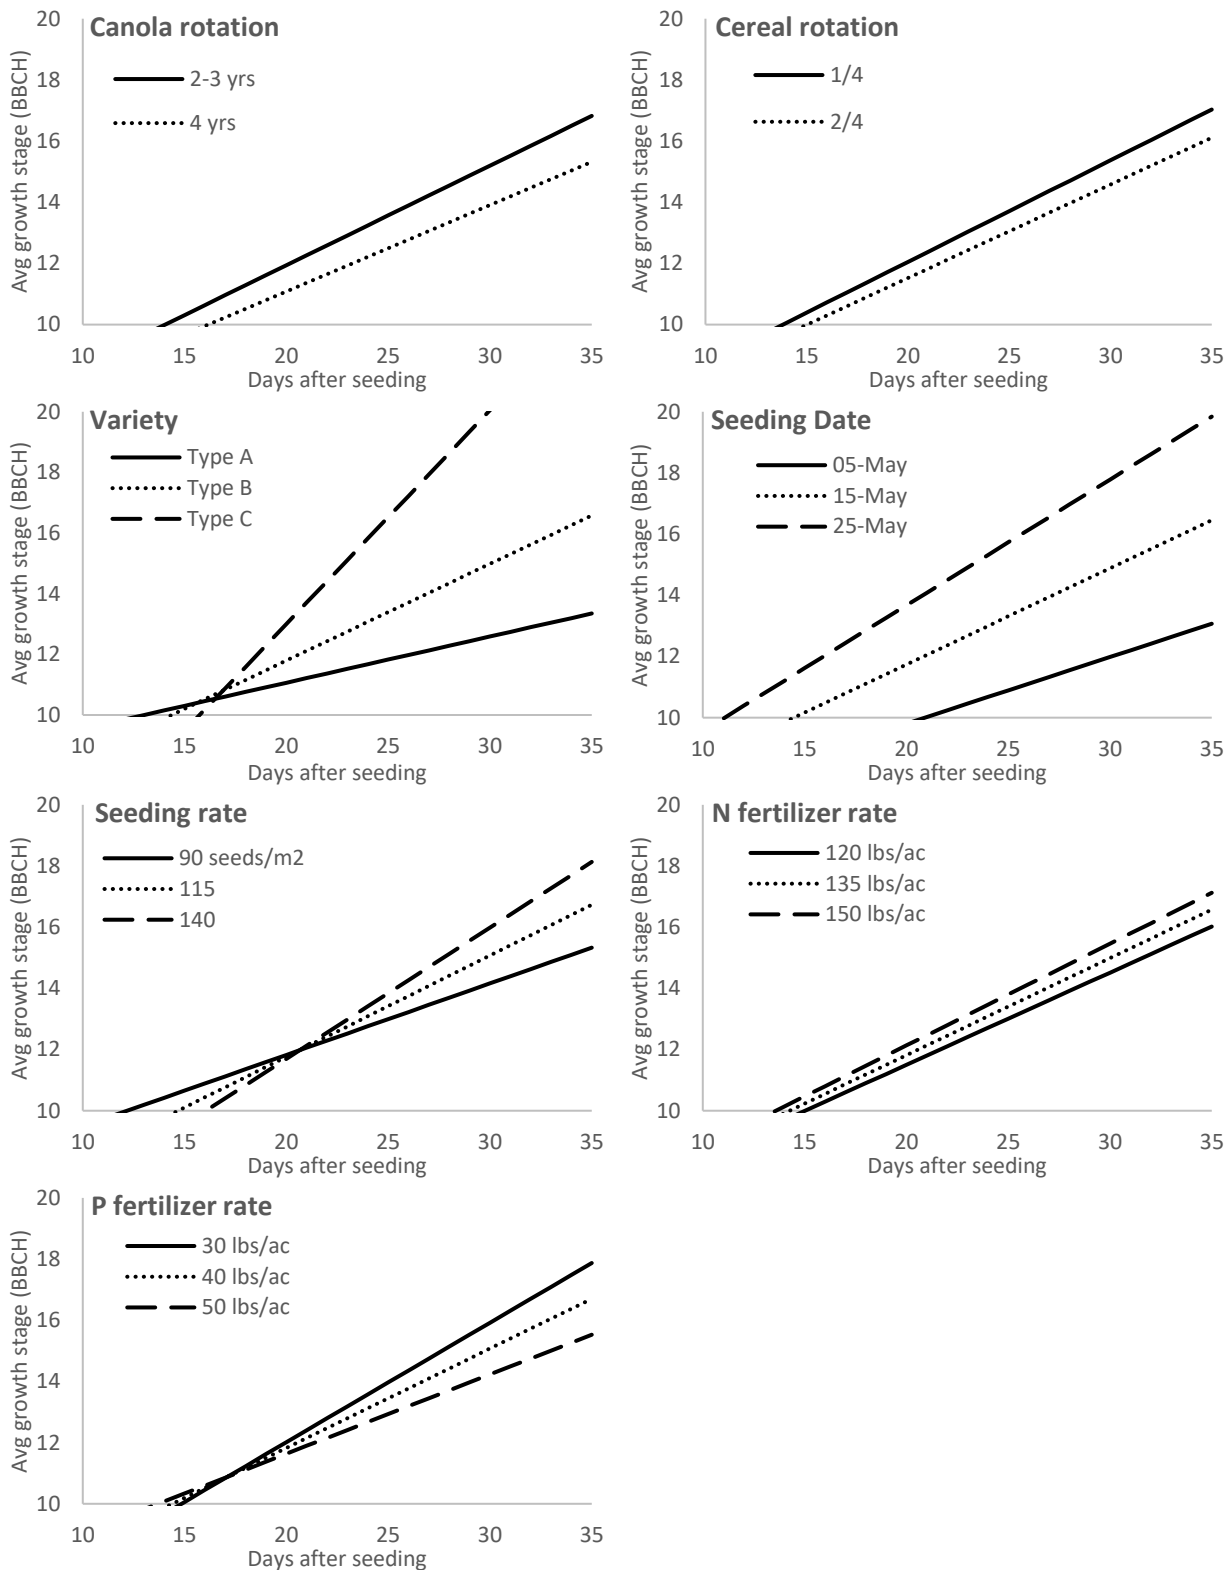 Canola rotation
2-3 yrs
4 yrs
Avg growth stage (BBCH)
20
18
16
14
12
10
10 15 20 25 30 35
Days after seeding
Cereal rotation
1/4
2/4
Avg growth stage (BBCH)
20
18
16
14
12
10
10 15 20 25 30 35
Days after seeding
Variety
Type A
Type B
Type C
Avg growth stage (BBCH)
20
18
16
14
12
10
10 15 20 25 30 35
Days after seeding
Seeding Date
05-May
15-May
25-May
Avg growth stage (BBCH)
20
18
16
14
12
10
10 15 20 25 30 35
Days after seeding
Seeding rate
90 seeds/m2
115
140
Avg growth stage (BBCH)
20
18
16
14
12
10
10 15 20 25 30 35
Days after seeding
N fertilizer rate
120 lbs/ac
135 lbs/ac
150 lbs/ac
Avg growth stage (BBCH)
20
18
16
14
12
10
10 15 20 25 30 35
Days after seeding
P fertilizer rate
30 lbs/ac
40 lbs/ac
50 lbs/ac
Avg growth stage (BBCH)
20
18
16
14
12
10
10 15 20 25 30 35
Days after seeding